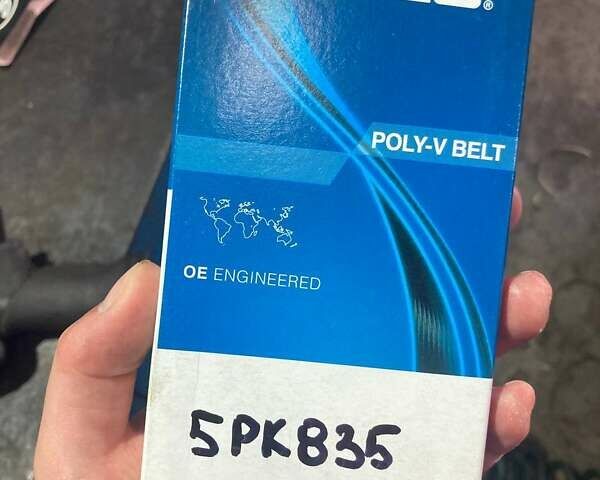 POLY-V BELT
OE ENGINEERED
5PK835